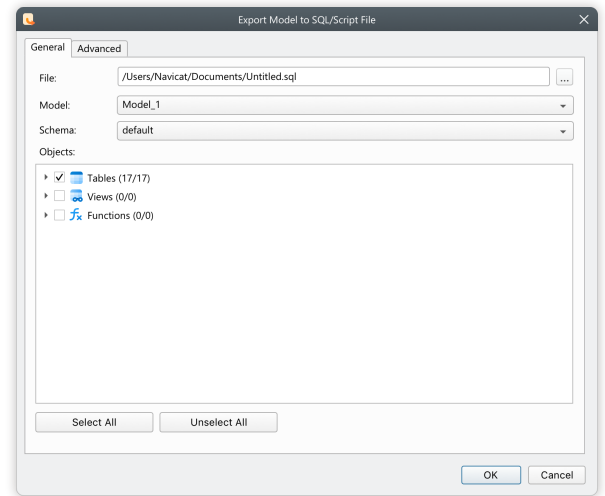 Export Model to SQL/Script File
General Advanced
File: /Users/Navicat/Documents/Untitled.sql ...
Model: Model_1
Schema: default
Objects:
Tables (17/17)
Views (0/0)
fx Functions (0/0)
Select All Unselect All
OK Cancel